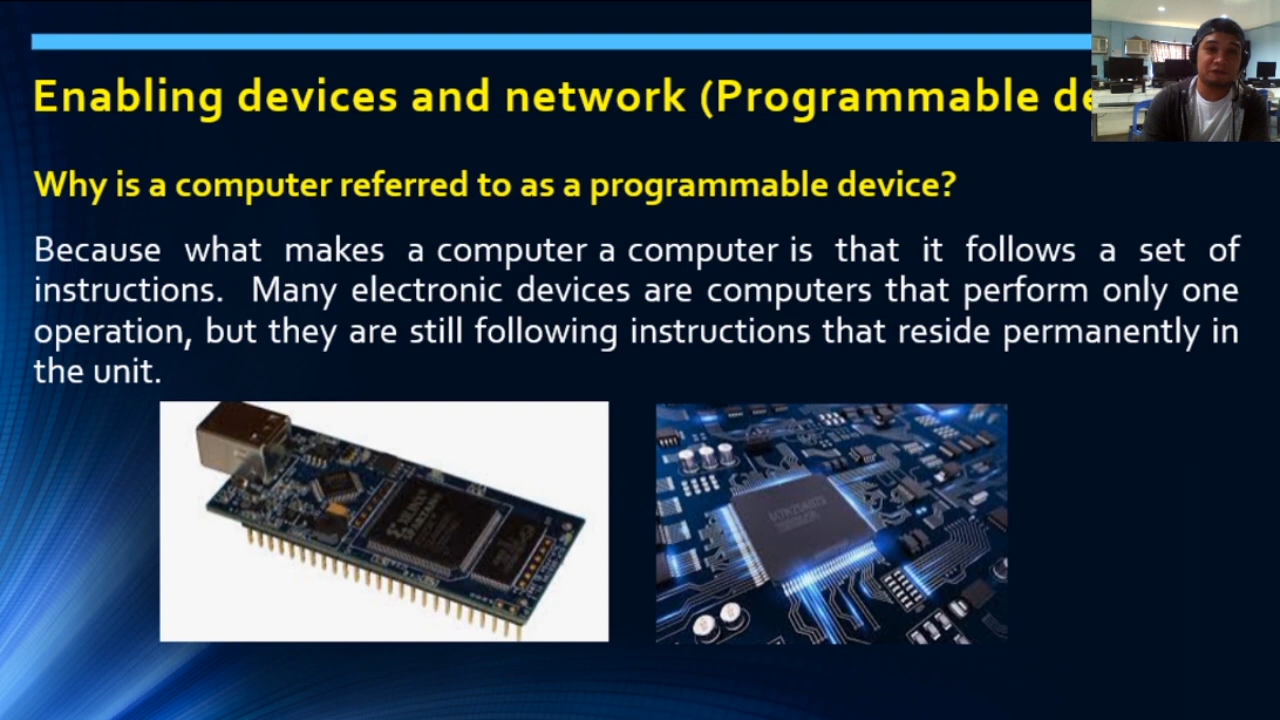 Enabling devices and network (Programmable de
Why is a computer referred to as a programmable device?
Because what makes a computer a computer is that it follows a set of
instructions. Many electronic devices are computers that perform only one
operation, but they are still following instructions that reside permanently in
the unit.
XILINX
SPARTAN